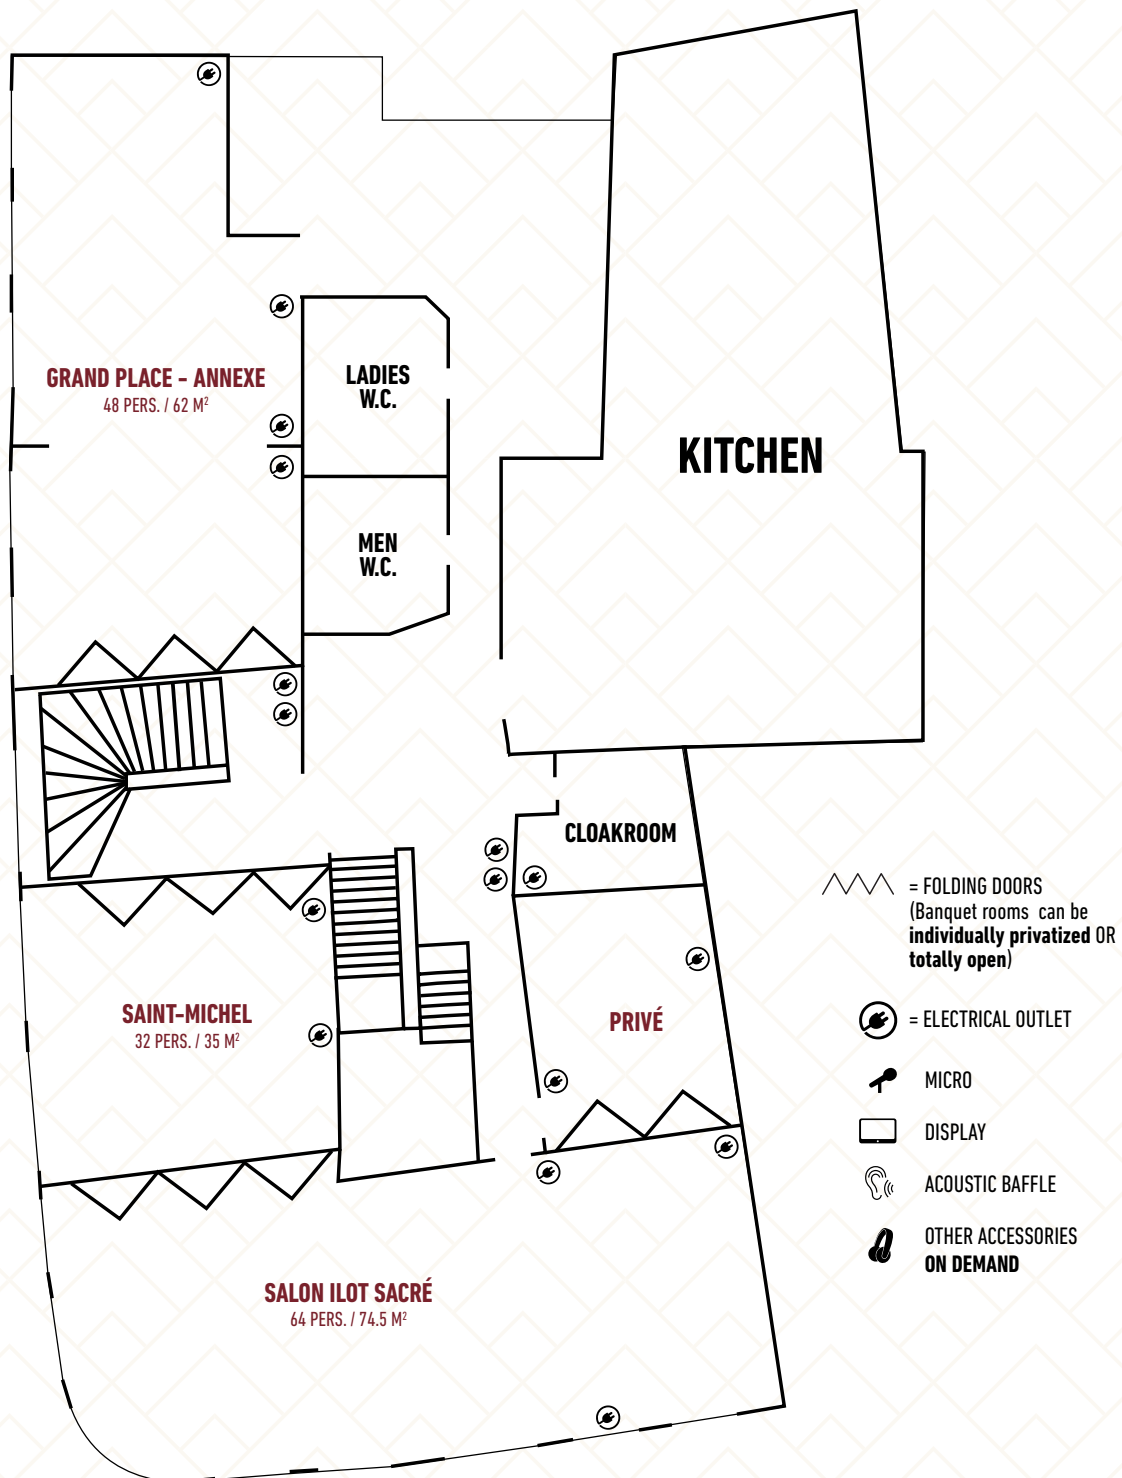 GRAND PLACE - ANNEXE
48 PERS. / 62 M²
LADIES
W.C.
KITCHEN
MEN
W.C.
CLOAKROOM
= FOLDING DOORS
(Banquet rooms can be
individually privatized OR
totally open)
SAINT-MICHEL
32 PERS. / 35 M²
PRIVÉ
= ELECTRICAL OUTLET
MICRO
DISPLAY
ACOUSTIC BAFFLE
OTHER ACCESSORIES
ON DEMAND
SALON ILOT SACRÉ
64 PERS. / 74.5 M²